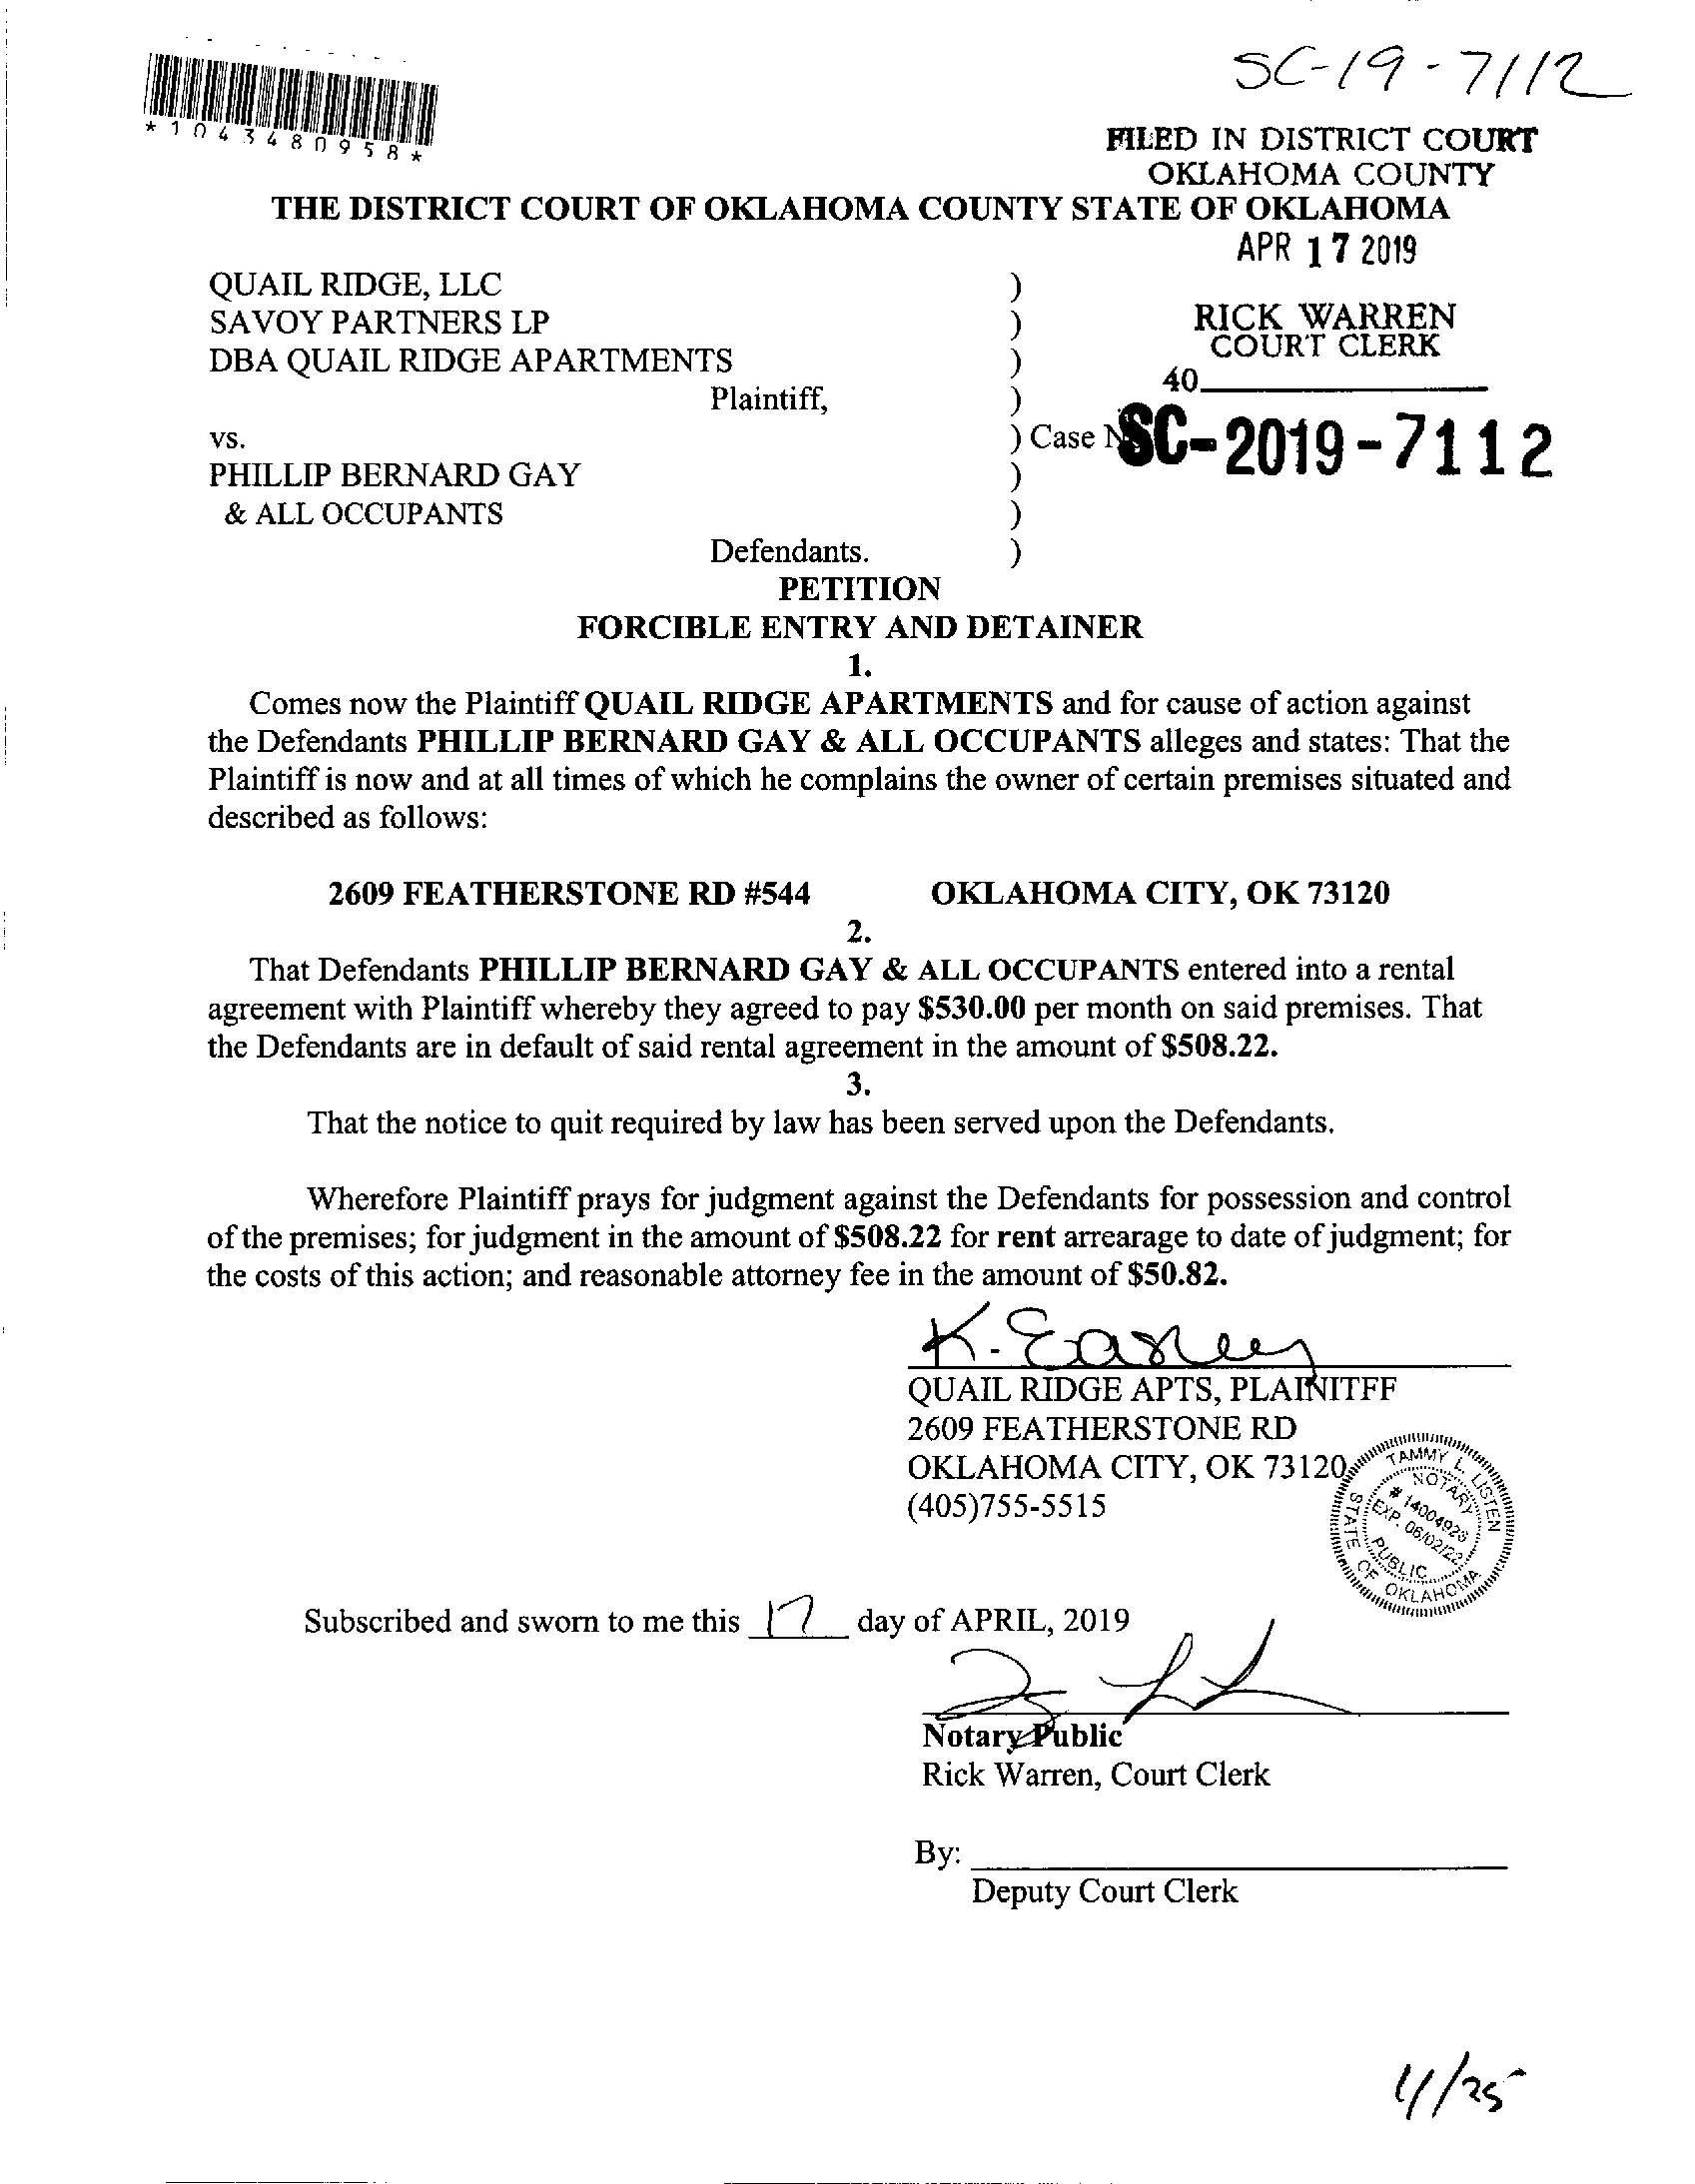 SC-19-7112
*1043480958*
FILED IN DISTRICT COURT
OKLAHOMA COUNTY
THE DISTRICT COURT OF OKLAHOMA COUNTY STATE OF OKLAHOMA
APR 17 2019
QUAIL RIDGE, LLC )
SAVOY PARTNERS LP ) RICK WARREN
DBA QUAIL RIDGE APARTMENTS ) COURT CLERK
Plaintiff, ) 40
vs. ) Case SC-2019-7112
PHILLIP BERNARD GAY )
& ALL OCCUPANTS )
Defendants. )
PETITION
FORCIBLE ENTRY AND DETAINER
1.
Comes now the Plaintiff QUAIL RIDGE APARTMENTS and for cause of action against
the Defendants PHILLIP BERNARD GAY & ALL OCCUPANTS alleges and states: That the
Plaintiff is now and at all times of which he complains the owner of certain premises situated and
described as follows:
2609 FEATHERSTONE RD #544 OKLAHOMA CITY, OK 73120
2.
That Defendants PHILLIP BERNARD GAY & ALL OCCUPANTS entered into a rental
agreement with Plaintiff whereby they agreed to pay $530.00 per month on said premises. That
the Defendants are in default of said rental agreement in the amount of $508.22.
3.
That the notice to quit required by law has been served upon the Defendants.
Wherefore Plaintiff prays for judgment against the Defendants for possession and control
of the premises; for judgment in the amount of $508.22 for rent arrearage to date of judgment; for
the costs of this action; and reasonable attorney fee in the amount of $50.82.
K. Easley
QUAIL RIDGE APTS, PLAINITFF
2609 FEATHERSTONE RD
OKLAHOMA CITY, OK 73120
(405)755-5515
TAMMY L. LISTEN
NOTARY
# 14004926
EXP. 06/02/22
PUBLIC
STATE OF OKLAHOMA
Subscribed and sworn to me this 17 day of APRIL, 2019
Notary Public
Rick Warren, Court Clerk
By:
Deputy Court Clerk
4/25